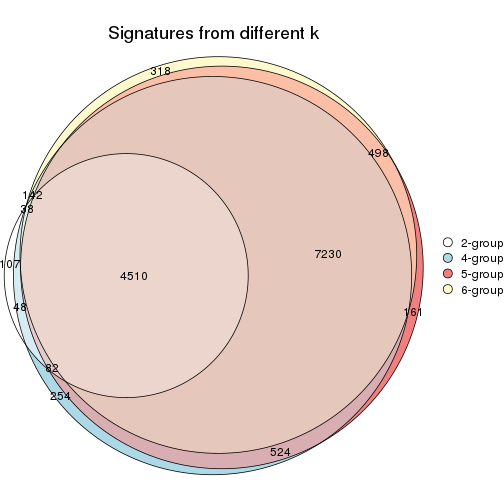 Signatures from different k
318
498
142
38
7230
107
4510
48
161
82
254
524
2-group
4-group
5-group
6-group